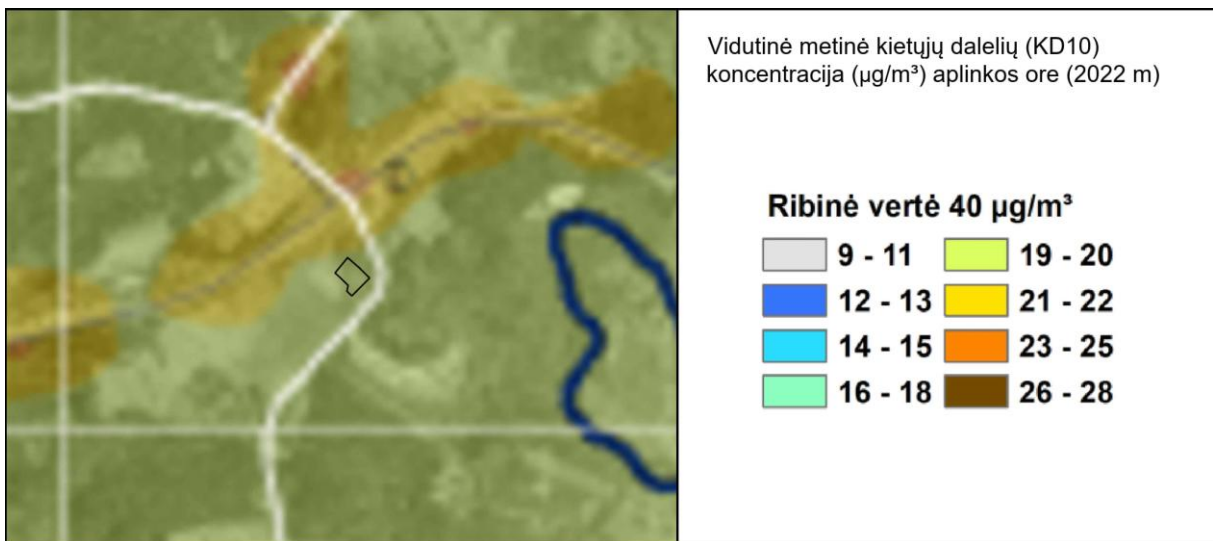 Vidutinė metinė kietųjų dalelių (KD10)
koncentracija (µg/m³) aplinkos ore (2022 m)
Ribinė vertė 40 µg/m³
9 - 11
19 - 20
12 - 13
21 - 22
14 - 15
23 - 25
16 - 18
26 - 28